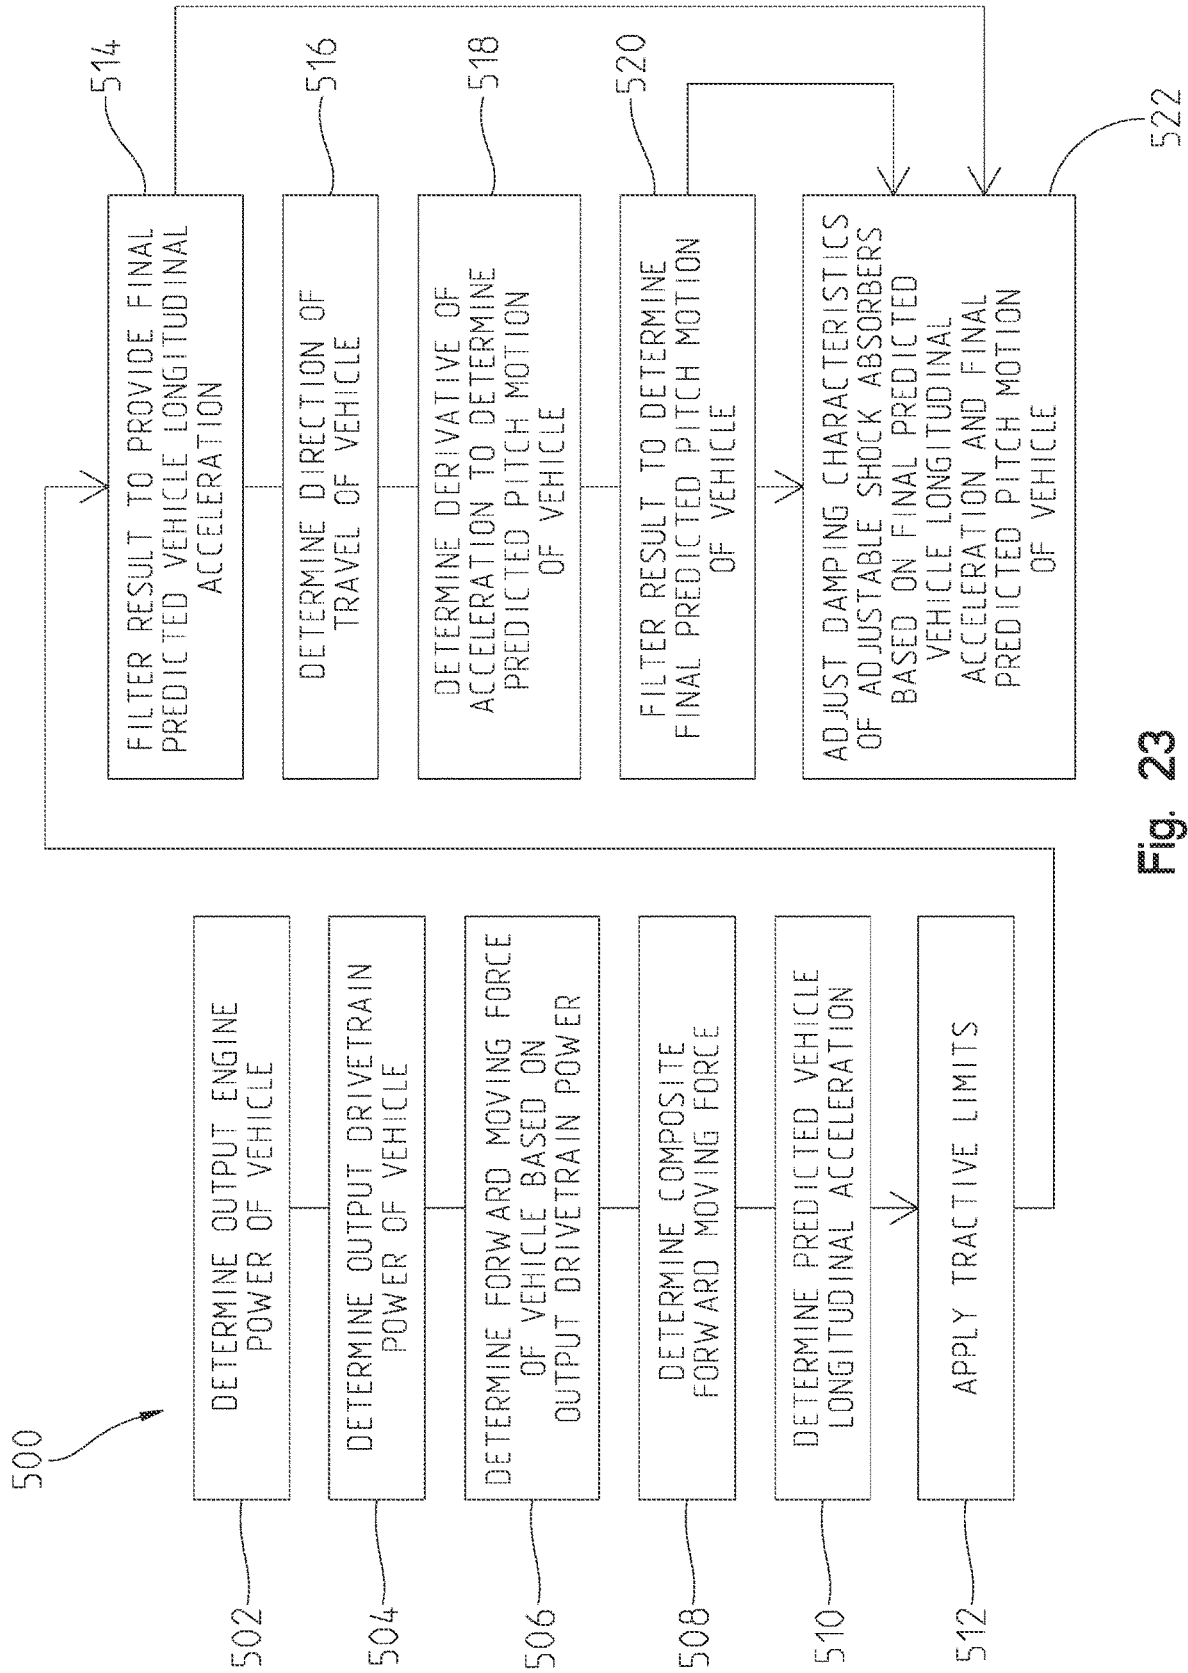 500
502
DETERMINE OUTPUT ENGINE
POWER OF VEHICLE
504
DETERMINE OUTPUT DRIVETRAIN
POWER OF VEHICLE
506
DETERMINE FORWARD MOVING FORCE
OF VEHICLE BASED ON
OUTPUT DRIVETRAIN POWER
508
DETERMINE COMPOSITE
FORWARD MOVING FORCE
510
DETERMINE PREDICTED VEHICLE
LONGITUDINAL ACCELERATION
512
APPLY TRACTIVE LIMITS
514
FILTER RESULT TO PROVIDE FINAL
PREDICTED VEHICLE LONGITUDINAL
ACCELERATION
516
DETERMINE DIRECTION OF
TRAVEL OF VEHICLE
518
DETERMINE DERIVATIVE OF
ACCELERATION TO DETERMINE
PREDICTED PITCH MOTION
OF VEHICLE
520
FILTER RESULT TO DETERMINE
FINAL PREDICTED PITCH MOTION
OF VEHICLE
522
ADJUST DAMPING CHARACTERISTICS
OF ADJUSTABLE SHOCK ABSORBERS
BASED ON FINAL PREDICTED
VEHICLE LONGITUDINAL
ACCELERATION AND FINAL
PREDICTED PITCH MOTION
OF VEHICLE
Fig. 23